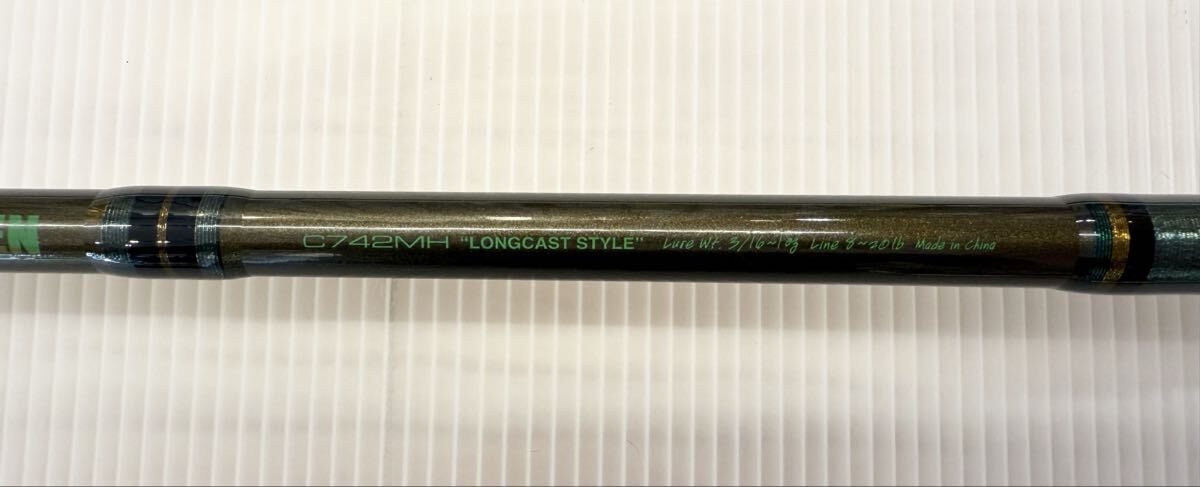 C742MH "LONGCAST STYLE" Lure Wt. 3/16~1oz Line 8~20lb Made in China